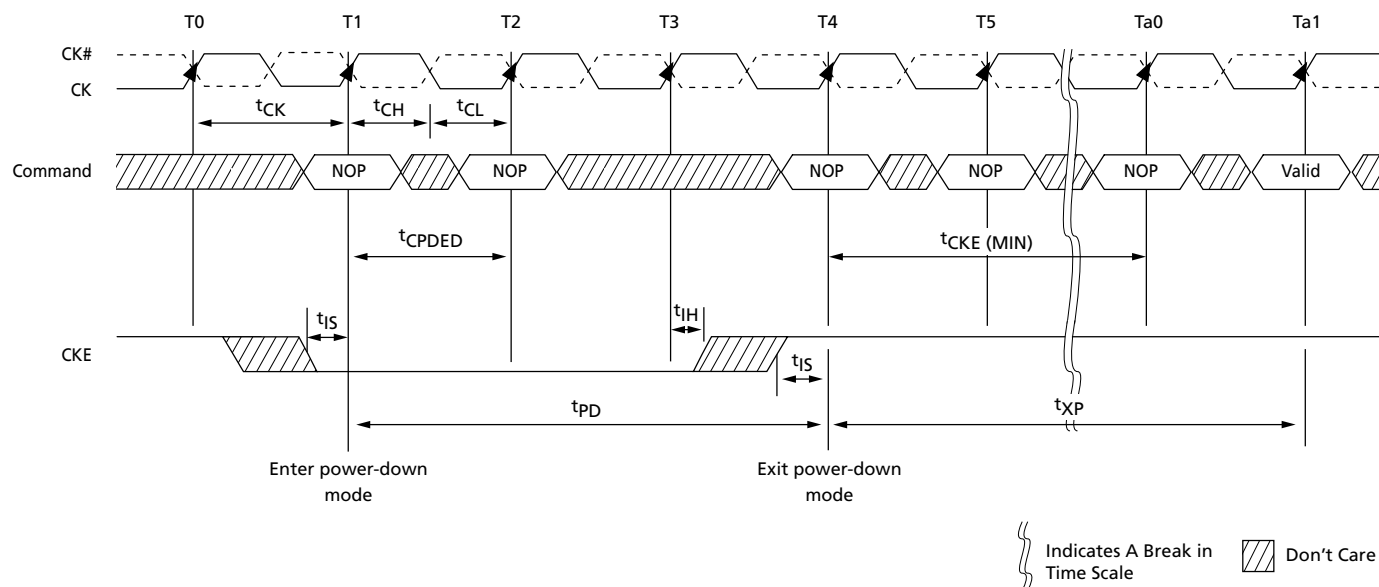 T0 T1 T2 T3 T4 T5 Ta0 Ta1
CK#
CK
tCK tCH tCL
Command NOP NOP NOP NOP NOP Valid
tCPDED tCKE (MIN)
tIS tIH
CKE
tIS
tPD tXP
Enter power-down
mode
Exit power-down
mode
Indicates A Break in
Time Scale
Don't Care